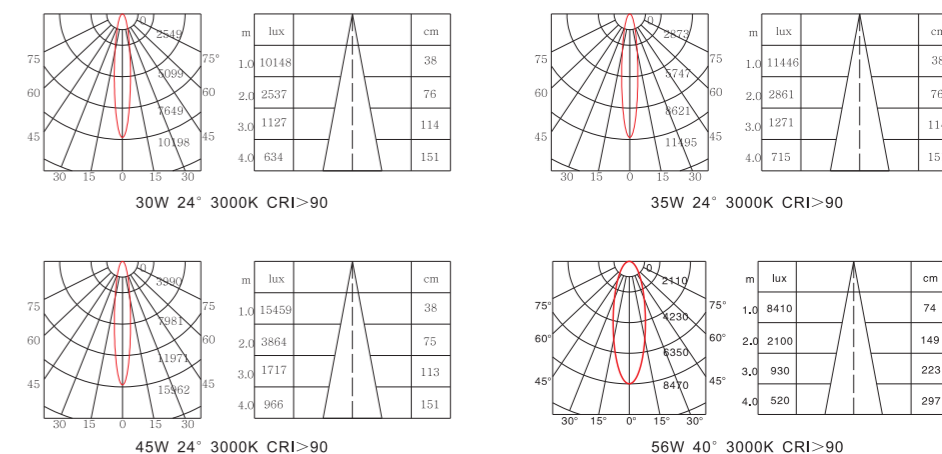 0
2549
5099
7649
10198
75 75°
60 60
45 45
30 15 0 15 30
m lux cm
1.0 10148 38
2.0 2537 76
3.0 1127 114
4.0 634 151
30W 24° 3000K CRI>90
0
2873
5747
8621
11495
75 75
60 60
45 45
30 15 0 15 30
m lux cm
1.0 11446 38
2.0 2861 76
3.0 1271
4.0 715
35W 24° 3000K CRI>90
0
3990
7981
11971
15962
75 75
60 60
45 45
30 15 0 15 30
m lux cm
1.0 15459 38
2.0 3864 75
3.0 1717 113
4.0 966 151
45W 24° 3000K CRI>90
0
2110
4230
6350
8470
75° 75°
60° 60°
45° 45°
30° 15° 0° 15° 30°
m lux cm
1.0 8410 74
2.0 2100 149
3.0 930 223
4.0 520 297
56W 40° 3000K CRI>90